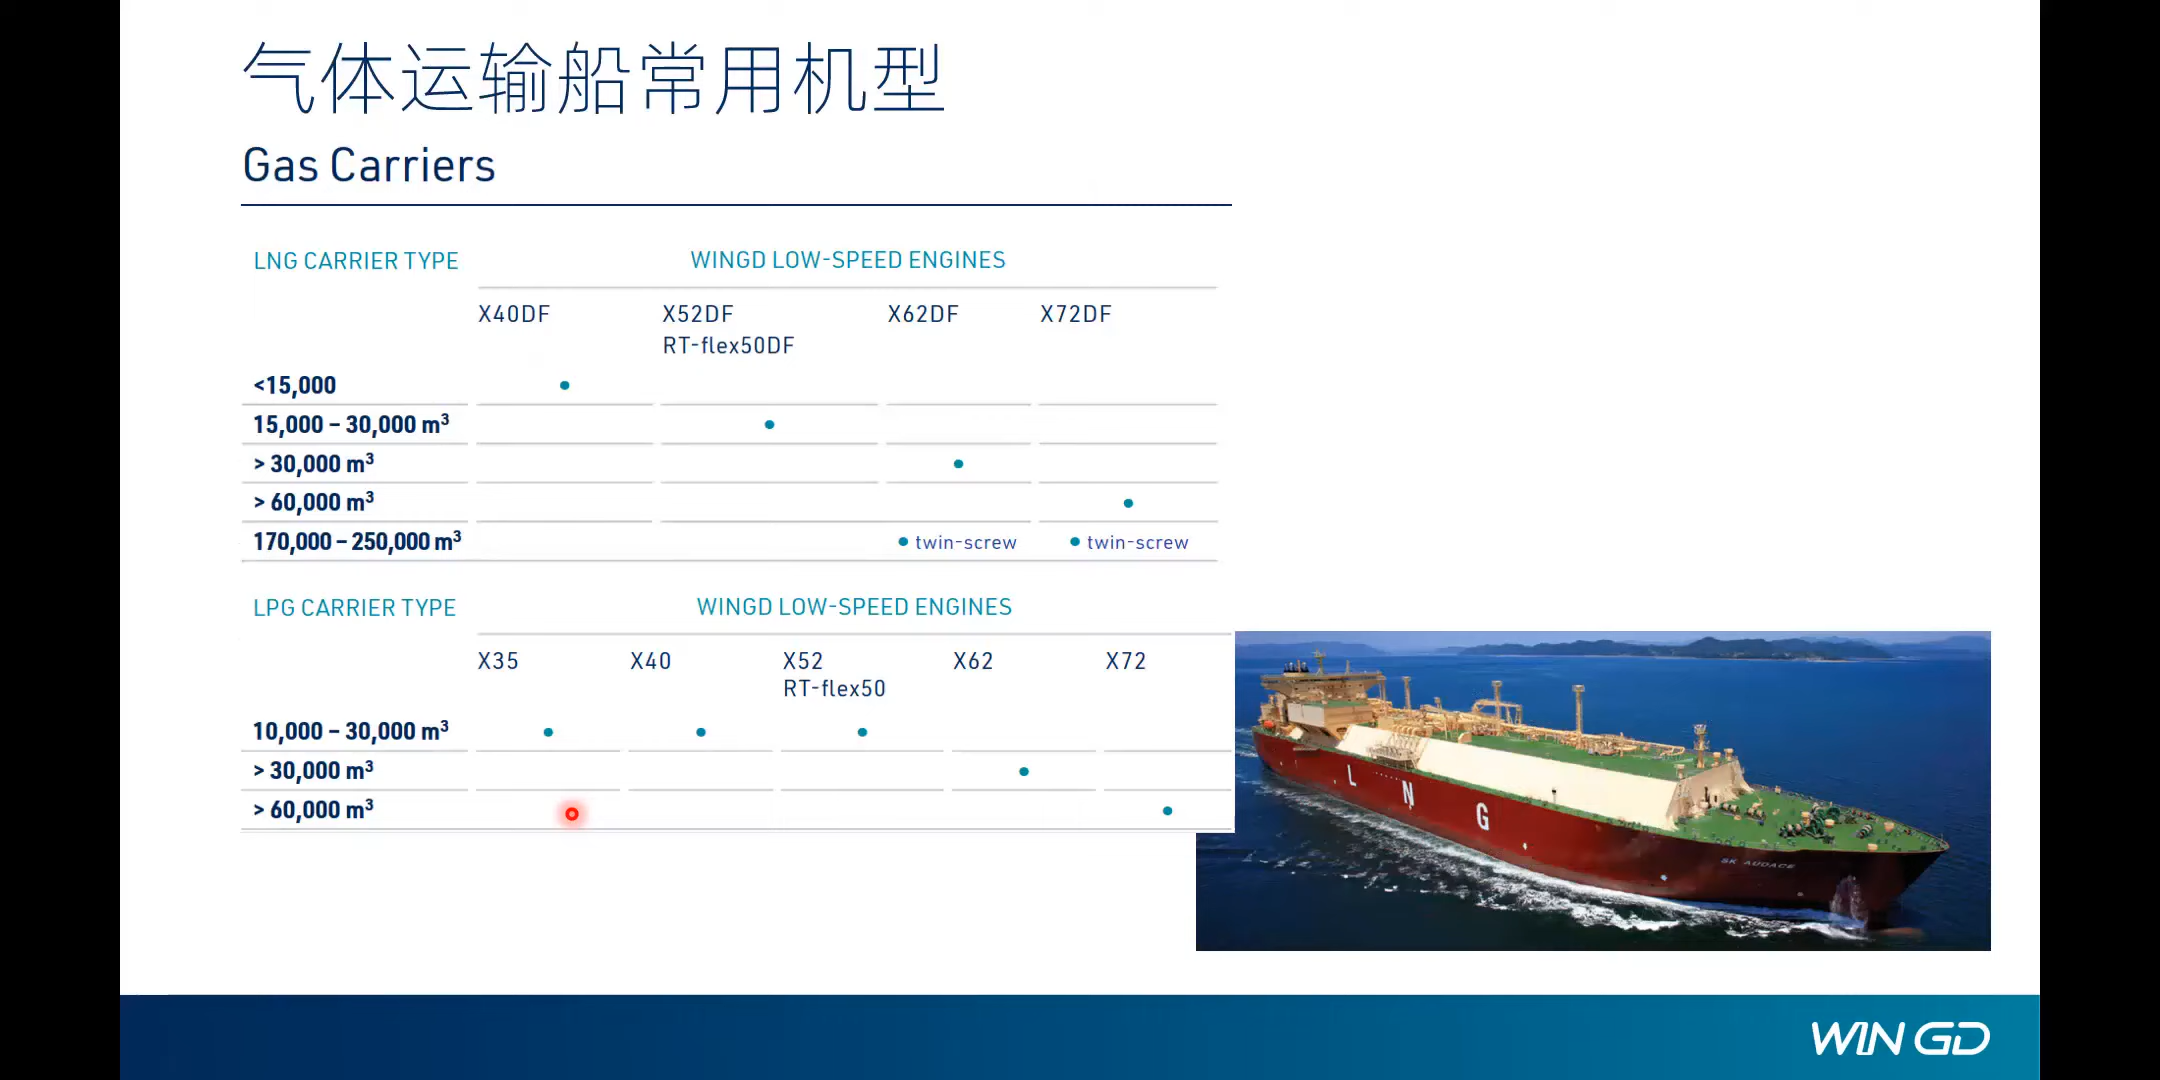 气体运输船常用机型
Gas Carriers
LNG CARRIER TYPE WINGD LOW-SPEED ENGINES
X40DF X52DF X62DF X72DF
RT-flex50DF
<15,000
15,000 – 30,000 m³
> 30,000 m³
> 60,000 m³
170,000 – 250,000 m³ • twin-screw • twin-screw
LPG CARRIER TYPE WINGD LOW-SPEED ENGINES
X35 X40 X52 X62 X72
RT-flex50
10,000 – 30,000 m³
> 30,000 m³
> 60,000 m³
L N G
SK AUDACE
WIN GD